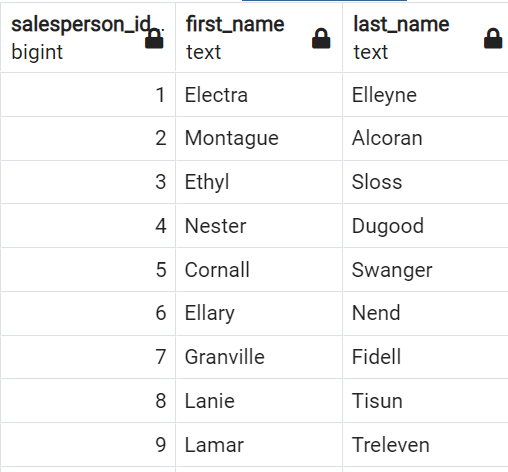 salesperson_id first_name last_name
bigint text text
1 Electra Elleyne
2 Montague Alcoran
3 Ethyl Sloss
4 Nester Dugood
5 Cornall Swanger
6 Ellary Nend
7 Granville Fidell
8 Lanie Tisun
9 Lamar Treleven